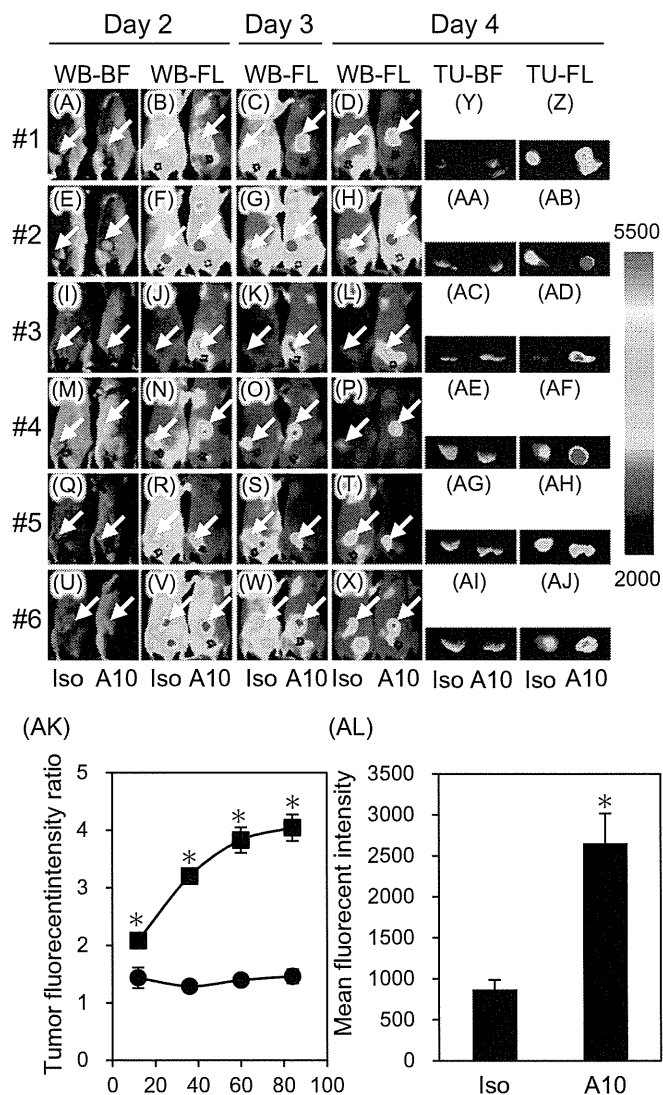 Day 2 Day 3 Day 4
WB-BF WB-FL WB-FL WB-FL TU-BF TU-FL
#1 (A) (B) (C) (D) (Y) (Z)
#2 (E) (F) (G) (H) (AA) (AB)
5500
#3 (I) (J) (K) (L) (AC) (AD)
#4 (M) (N) (O) (P) (AE) (AF)
#5 (Q) (R) (S) (T) (AG) (AH)
2000
#6 (U) (V) (W) (X) (AI) (AJ)
Iso A10 Iso A10 Iso A10 Iso A10 Iso A10 Iso A10
(AK)
Tumor fluorecentintensity ratio
5
4
3
2
1
0
* * * *
0 20 40 60 80 100
(AL)
Mean fluorecent intensity
3500
3000
2500
2000
1500
1000
500
0
*
Iso A10